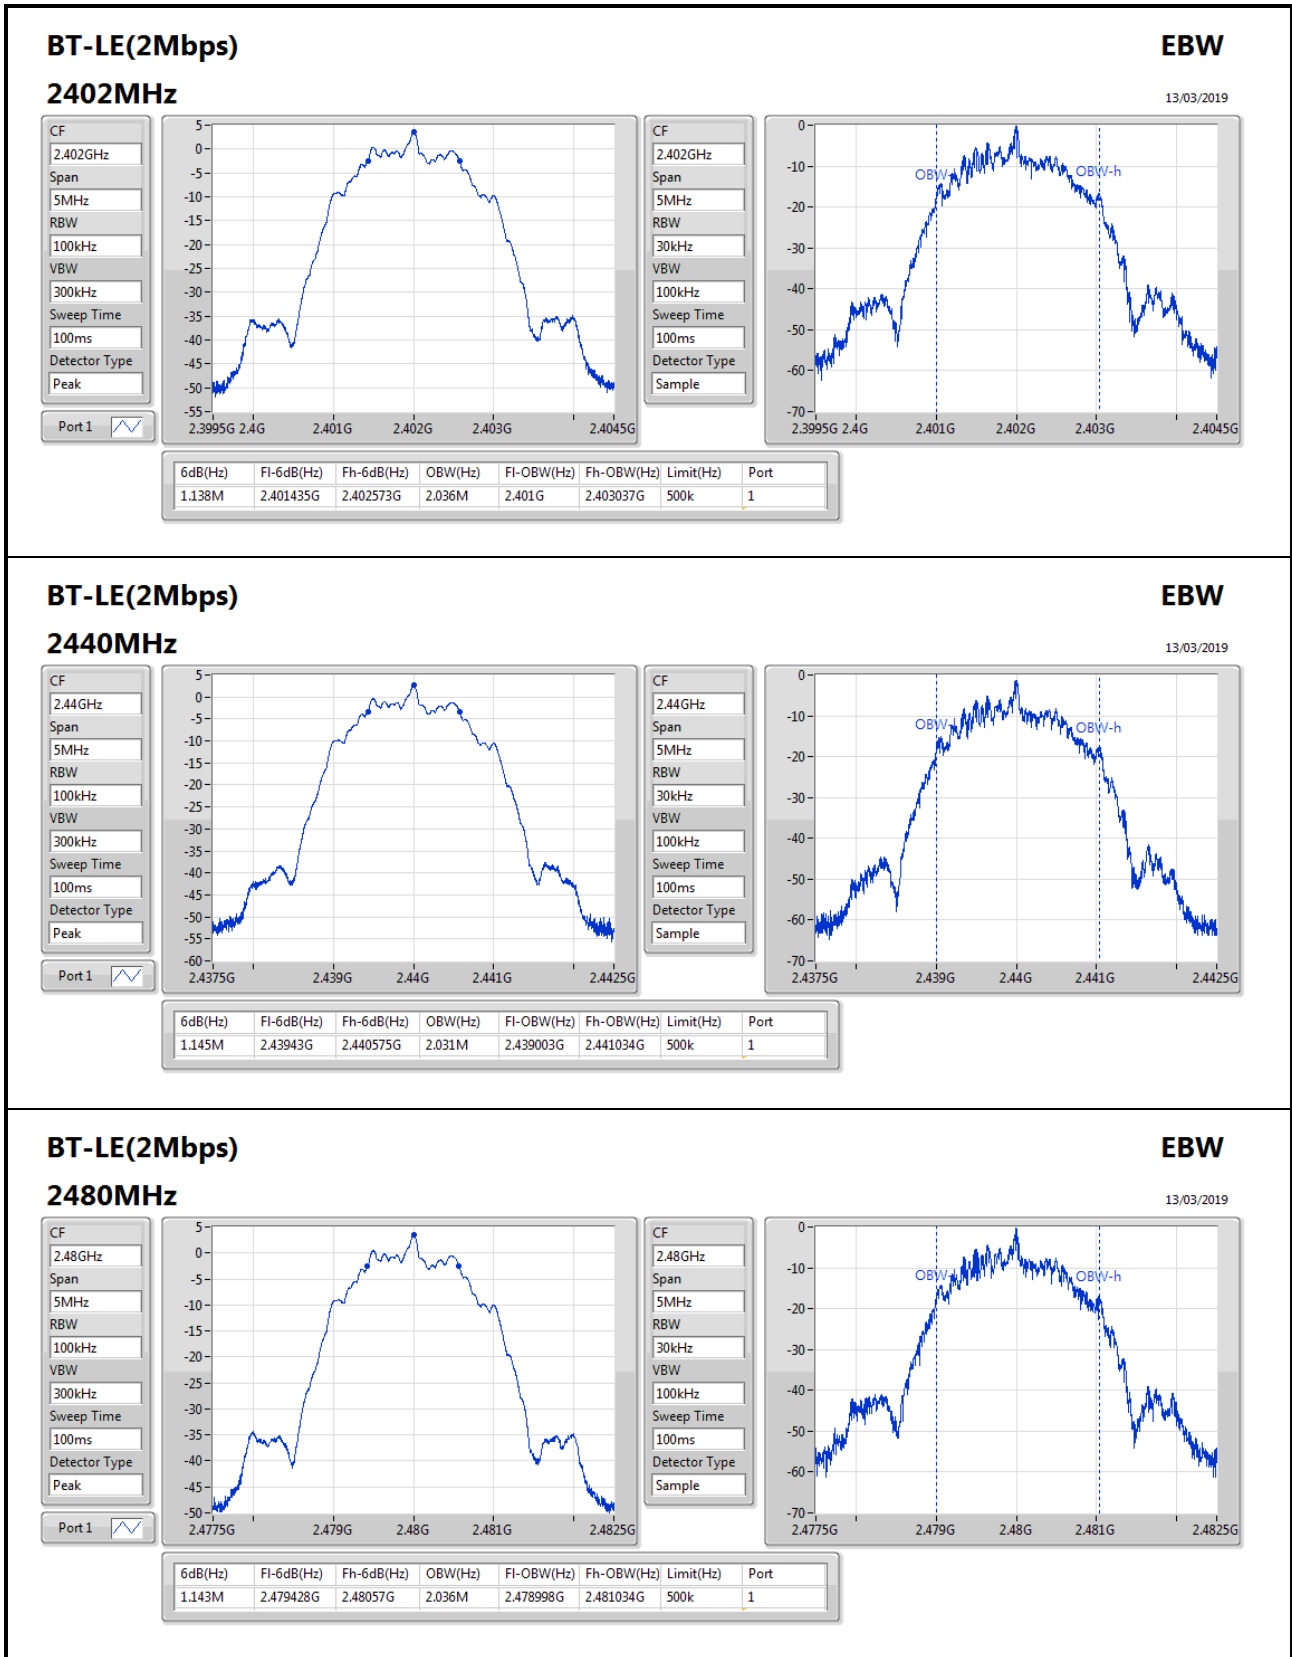 BT-LE(2Mbps) EBW
2402MHz 13/03/2019
CF
2.402GHz
Span
5MHz
RBW
100kHz
VBW
300kHz
Sweep Time
100ms
Detector Type
Peak
Port 1
5
0
-5
-10
-15
-20
-25
-30
-35
-40
-45
-50
-55
2.3995G 2.4G 2.401G 2.402G 2.403G 2.4045G
CF
2.402GHz
Span
5MHz
RBW
30kHz
VBW
100kHz
Sweep Time
100ms
Detector Type
Sample
0
-10
-20
-30
-40
-50
-60
-70
OBW-l OBW-h
2.3995G 2.4G 2.401G 2.402G 2.403G 2.4045G
6dB(Hz) Fl-6dB(Hz) Fh-6dB(Hz) OBW(Hz) Fl-OBW(Hz) Fh-OBW(Hz) Limit(Hz) Port
1.138M 2.401435G 2.402573G 2.036M 2.401G 2.403037G 500k 1
BT-LE(2Mbps) EBW
2440MHz 13/03/2019
CF
2.44GHz
Span
5MHz
RBW
100kHz
VBW
300kHz
Sweep Time
100ms
Detector Type
Peak
Port 1
5
0
-5
-10
-15
-20
-25
-30
-35
-40
-45
-50
-55
-60
2.4375G 2.439G 2.44G 2.441G 2.4425G
CF
2.44GHz
Span
5MHz
RBW
30kHz
VBW
100kHz
Sweep Time
100ms
Detector Type
Sample
0
-10
-20
-30
-40
-50
-60
-70
OBW-l OBW-h
2.4375G 2.439G 2.44G 2.441G 2.4425G
6dB(Hz) Fl-6dB(Hz) Fh-6dB(Hz) OBW(Hz) Fl-OBW(Hz) Fh-OBW(Hz) Limit(Hz) Port
1.145M 2.43943G 2.440575G 2.031M 2.439003G 2.441034G 500k 1
BT-LE(2Mbps) EBW
2480MHz 13/03/2019
CF
2.48GHz
Span
5MHz
RBW
100kHz
VBW
300kHz
Sweep Time
100ms
Detector Type
Peak
Port 1
5
0
-5
-10
-15
-20
-25
-30
-35
-40
-45
-50
2.4775G 2.479G 2.48G 2.481G 2.4825G
CF
2.48GHz
Span
5MHz
RBW
30kHz
VBW
100kHz
Sweep Time
100ms
Detector Type
Sample
0
-10
-20
-30
-40
-50
-60
-70
OBW-l OBW-h
2.4775G 2.479G 2.48G 2.481G 2.4825G
6dB(Hz) Fl-6dB(Hz) Fh-6dB(Hz) OBW(Hz) Fl-OBW(Hz) Fh-OBW(Hz) Limit(Hz) Port
1.143M 2.479428G 2.48057G 2.036M 2.478998G 2.481034G 500k 1